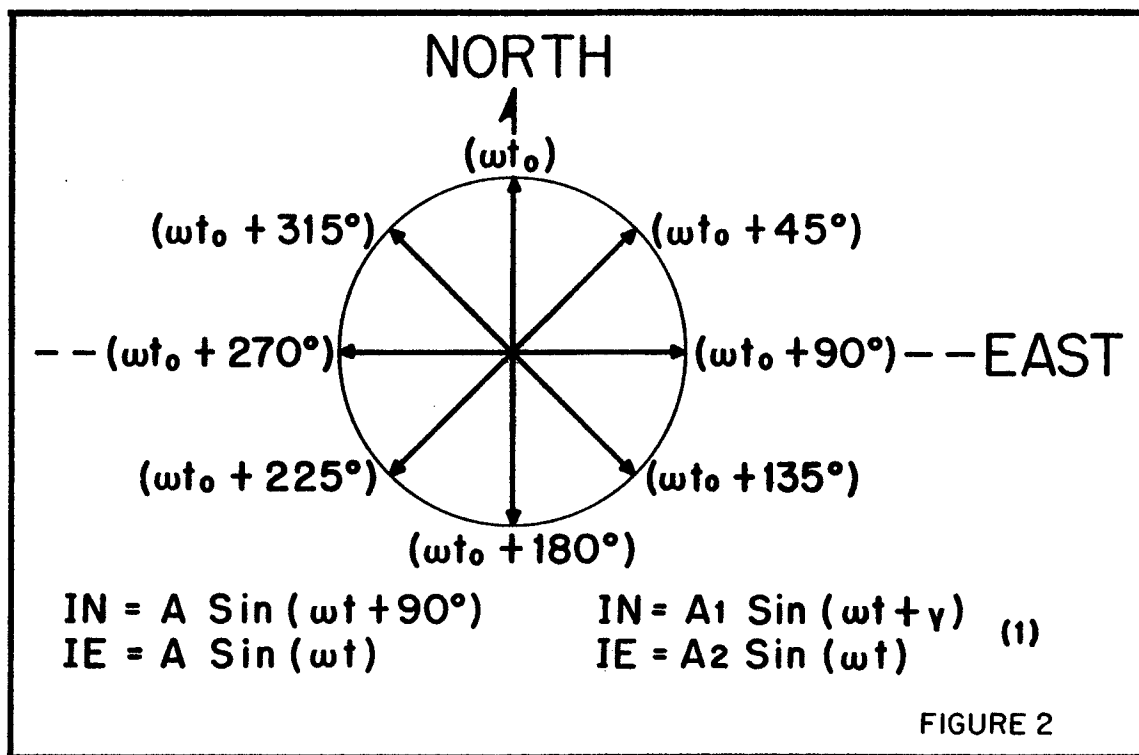 NORTH
(ωt₀)
(ωt₀ + 315°)
(ωt₀ + 45°)
(ωt₀ + 270°)
(ωt₀ + 90°)
EAST
(ωt₀ + 225°)
(ωt₀ + 135°)
(ωt₀ + 180°)
IN = A Sin (ωt + 90°)
IE = A Sin (ωt)
IN = A1 Sin (ωt + γ)
IE = A2 Sin (ωt)
(1)
FIGURE 2